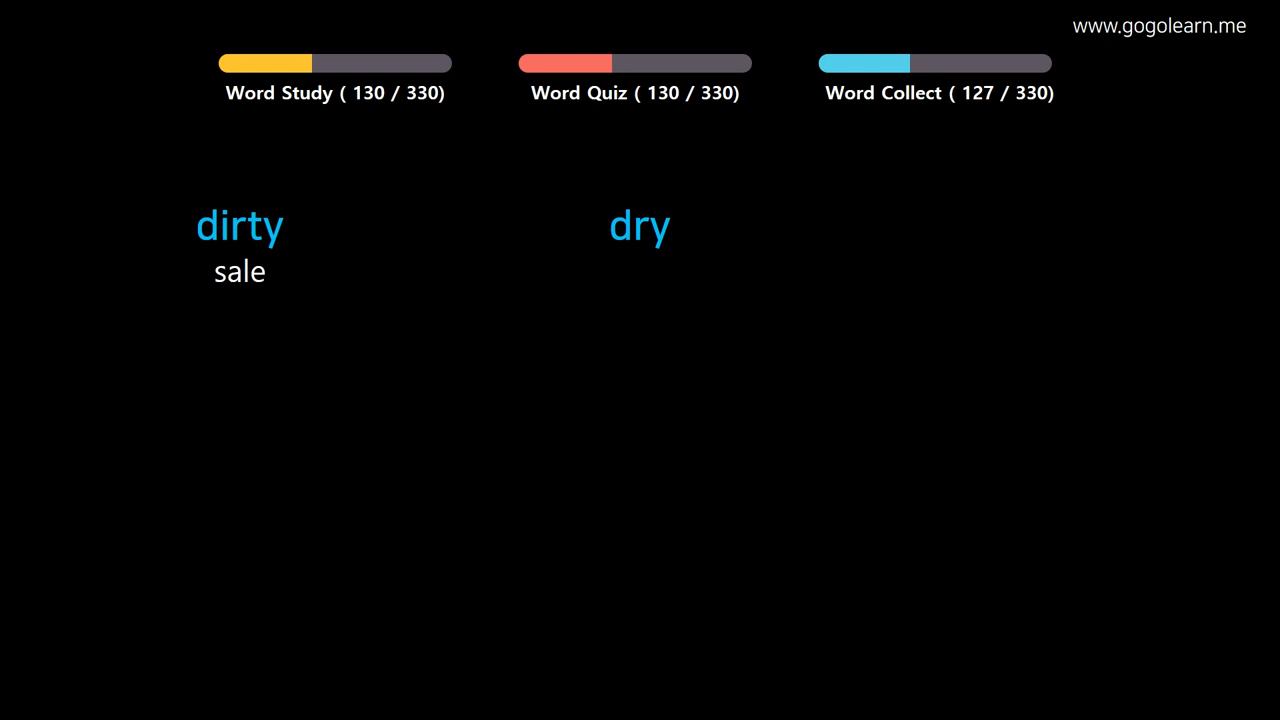 www.gogolearn.me
Word Study ( 130 / 330)
Word Quiz ( 130 / 330)
Word Collect ( 127 / 330)
dirty
sale
dry